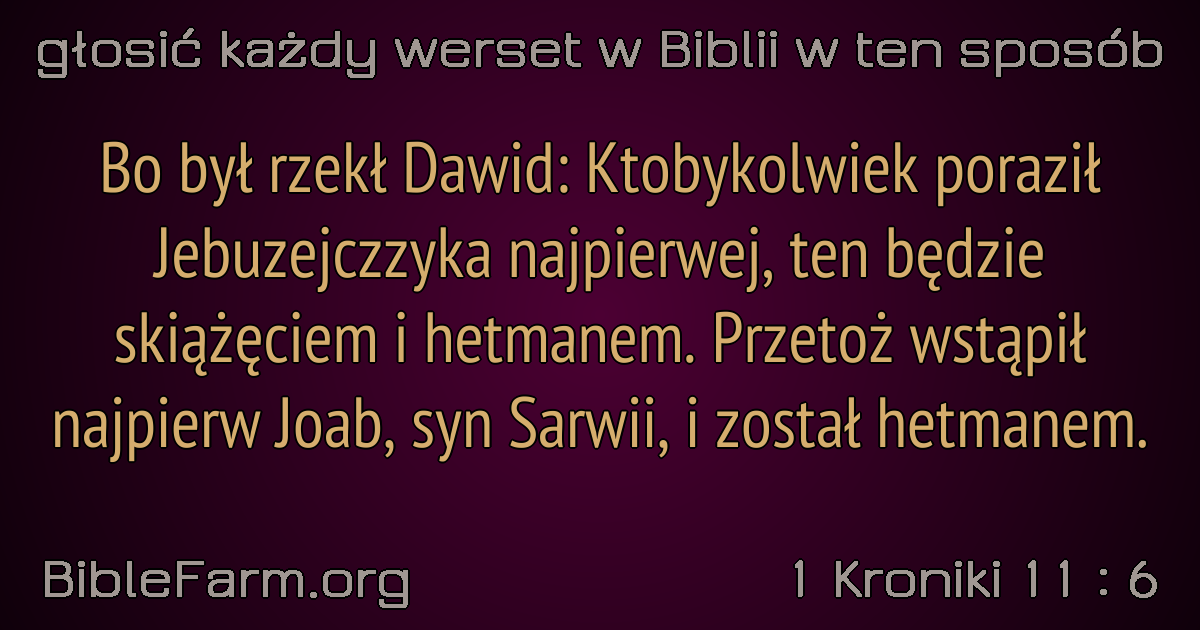 głosić każdy werset w Biblii w ten sposób
Bo był rzekł Dawid: Ktobykolwiek poraził
Jebuzejczzyka najpierwej, ten będzie
skiążęciem i hetmanem. Przetoż wstąpił
najpierw Joab, syn Sarwii, i został hetmanem.
BibleFarm.org
1 Kroniki 11 : 6